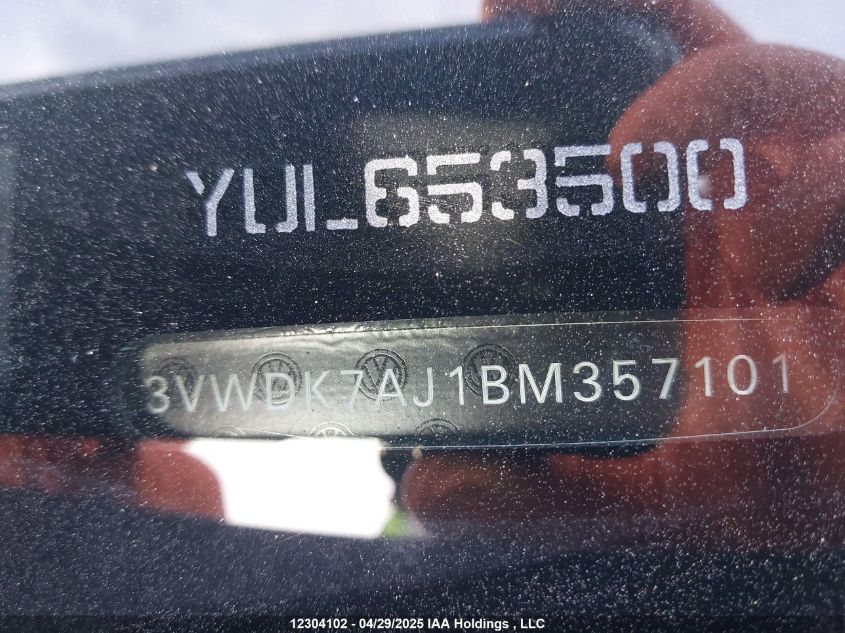 YUL653500
3VWDK7AJ1BM357101
12304102 - 04/29/2025 IAA Holdings , LLC